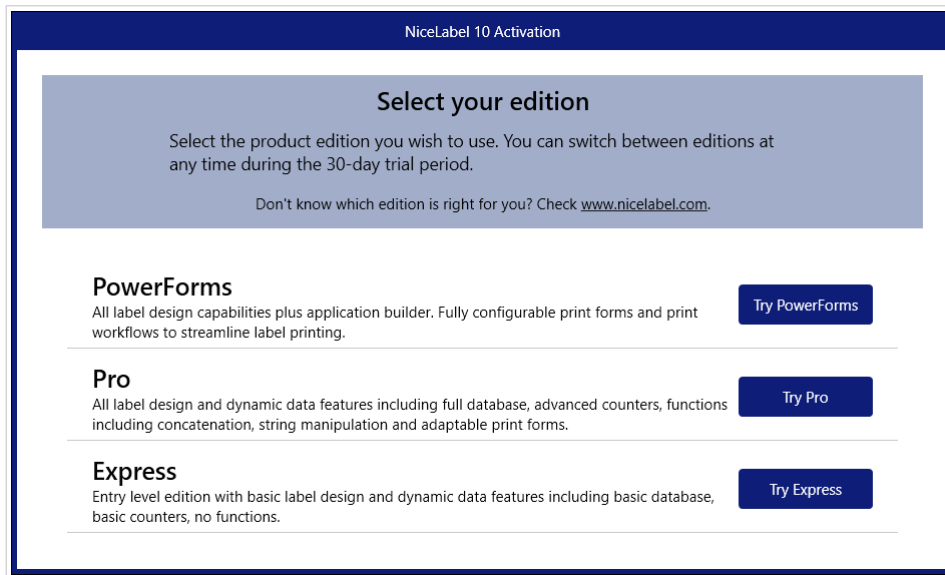 NiceLabel 10 Activation
Select your edition
Select the product edition you wish to use. You can switch between editions at
any time during the 30-day trial period.
Don't know which edition is right for you? Check www.nicelabel.com.
PowerForms
All label design capabilities plus application builder. Fully configurable print forms and print
workflows to streamline label printing.
Try PowerForms
Pro
All label design and dynamic data features including full database, advanced counters, functions
including concatenation, string manipulation and adaptable print forms.
Try Pro
Express
Entry level edition with basic label design and dynamic data features including basic database,
basic counters, no functions.
Try Express